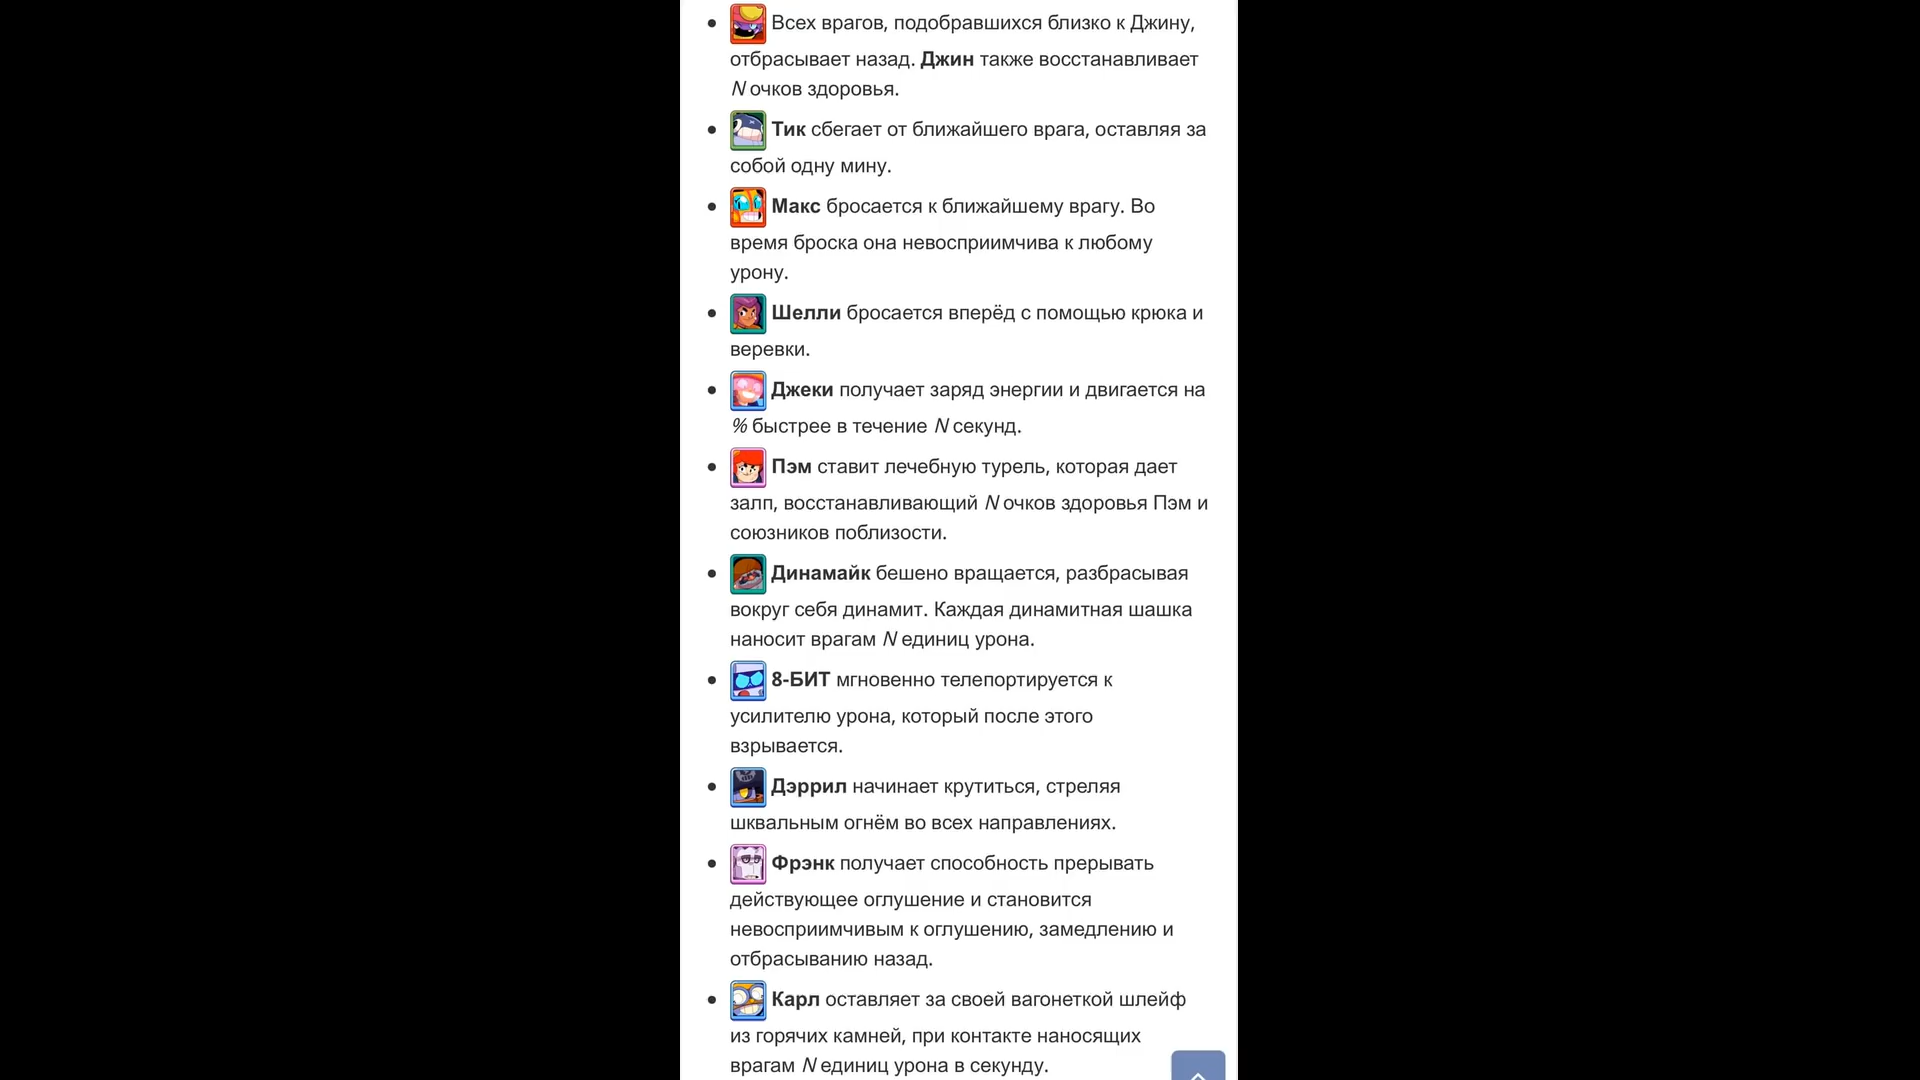 Всех врагов, подобравшихся близко к Джину,
отбрасывает назад. Джин также восстанавливает
N очков здоровья.
Тик сбегает от ближайшего врага, оставляя за
собой одну мину.
Макс бросается к ближайшему врагу. Во
время броска она невосприимчива к любому
урону.
Шелли бросается вперёд с помощью крюка и
веревки.
Джеки получает заряд энергии и двигается на
% быстрее в течение N секунд.
Пэм ставит лечебную турель, которая дает
залп, восстанавливающий N очков здоровья Пэм и
союзников поблизости.
Динамайк бешено вращается, разбрасывая
вокруг себя динамит. Каждая динамитная шашка
наносит врагам N единиц урона.
8-БИТ мгновенно телепортируется к
усилителю урона, который после этого
взрывается.
Дэррил начинает крутиться, стреляя
шквальным огнём во всех направлениях.
Фрэнк получает способность прерывать
действующее оглушение и становится
невосприимчивым к оглушению, замедлению и
отбрасыванию назад.
Карл оставляет за своей вагонеткой шлейф
из горячих камней, при контакте наносящих
врагам N единиц урона в секунду.